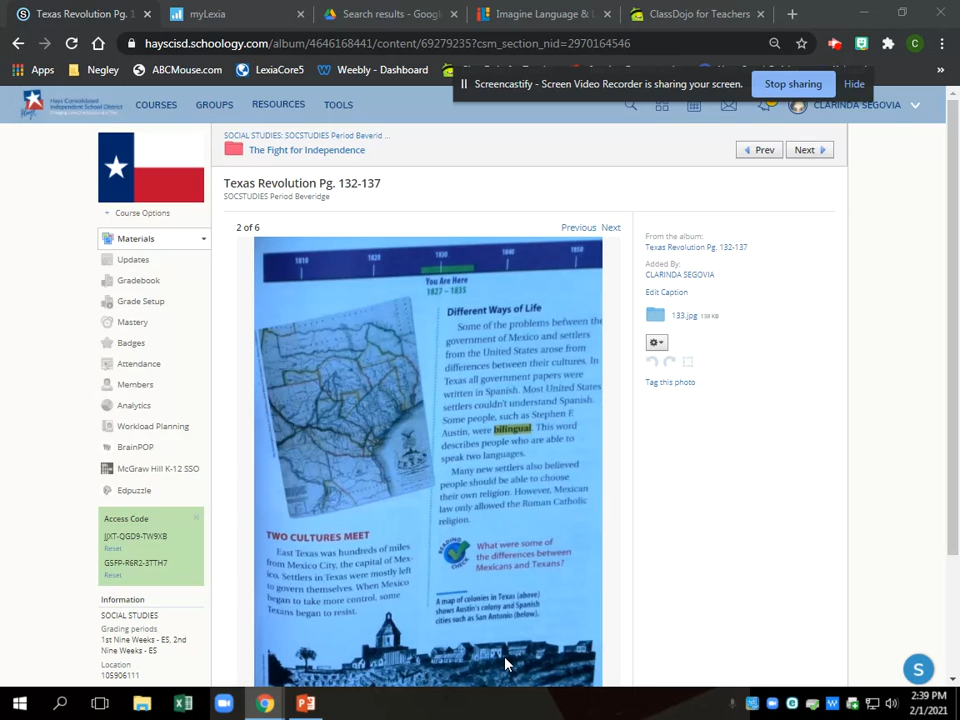 Texas Revolution Pg. 1
myLexia
Search results - Goog
Imagine Language & L
ClassDojo for Teachers
hayscisd.schoology.com/album/4646168441/content/69279235?csm_section_nid=2970164546
C
Apps
Negley
ABCMouse.com
LexiaCore5
Weebly - Dashboard
Screencastify - Screen Video Recorder is sharing your screen.
Stop sharing
Hide
Hays Consolidated
Independent School District
COURSES
GROUPS
RESOURCES
TOOLS
CLARINDA SEGOVIA
SOCIAL STUDIES: SOCSTUDIES Period Beverid ...
The Fight for Independence
Prev
Next
Texas Revolution Pg. 132-137
SOCSTUDIES Period Beveridge
Course Options
Materials
Updates
Gradebook
Grade Setup
Mastery
Badges
Attendance
Members
Analytics
Workload Planning
BrainPOP
McGraw Hill K-12 SSO
Edpuzzle
Access Code
JJXT-QGD9-TW9XB
Reset
GSFP-R6R2-3TTH7
Reset
Information
SOCIAL STUDIES
Grading periods
1st Nine Weeks - ES, 2nd
Nine Weeks - ES
Location
105906111
2 of 6
Previous
Next
1810
1820
1830
1840
1850
You Are Here
1827 – 1835
Different Ways of Life
Some of the problems between the
government of Mexico and settlers
from the United States arose from
differences between their cultures. In
Texas all government papers were
written in Spanish. Most United States
settlers couldn't understand Spanish.
Some people, such as Stephen F.
Austin, were bilingual. This word
describes people who are able to
speak two languages.
Many new settlers also believed
people should be able to choose
their own religion. However, Mexican
law only allowed the Roman Catholic
religion.
TWO CULTURES MEET
East Texas was hundreds of miles
from Mexico City, the capital of Mex-
ico. Settlers in Texas were mostly left
to govern themselves. When Mexico
began to take more control, some
Texans began to resist.
READING CHECK
What were some of
the differences between
Mexicans and Texans?
A map of colonies in Texas (above)
shows Austin's colony and Spanish
cities such as San Antonio (below).
From the album:
Texas Revolution Pg. 132-137
Added By:
CLARINDA SEGOVIA
Edit Caption
133.jpg 138 KB
Tag this photo
S
2:39 PM
2/1/2021